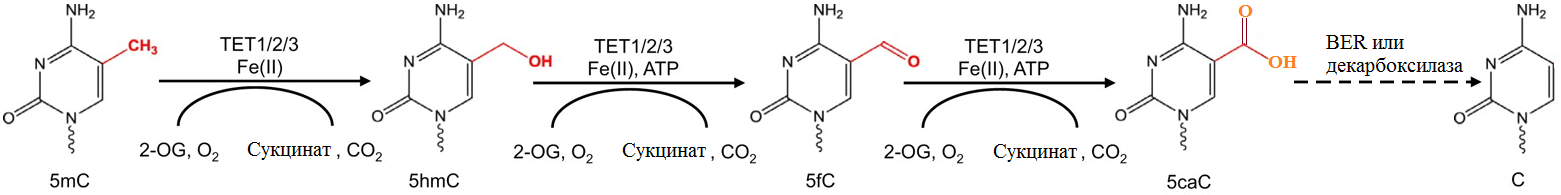 NH₂
CH₃
N
N
O
5mC
TET1/2/3
Fe(II)
2-OG, O₂
Сукцинат , CO₂
NH₂
OH
N
N
O
5hmC
TET1/2/3
Fe(II), ATP
2-OG, O₂
Сукцинат , CO₂
NH₂
O
N
N
O
5fC
TET1/2/3
Fe(II), ATP
2-OG, O₂
Сукцинат , CO₂
NH₂
O
OH
N
N
O
5caC
BER или
декарбоксилаза
NH₂
N
N
O
C